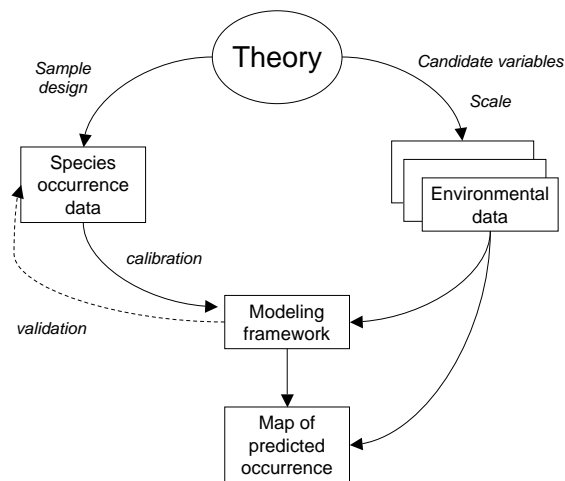 Theory
Sample
design
Candidate variables
Scale
Species
occurrence
data
Environmental
data
calibration
validation
Modeling
framework
Map of
predicted
occurrence